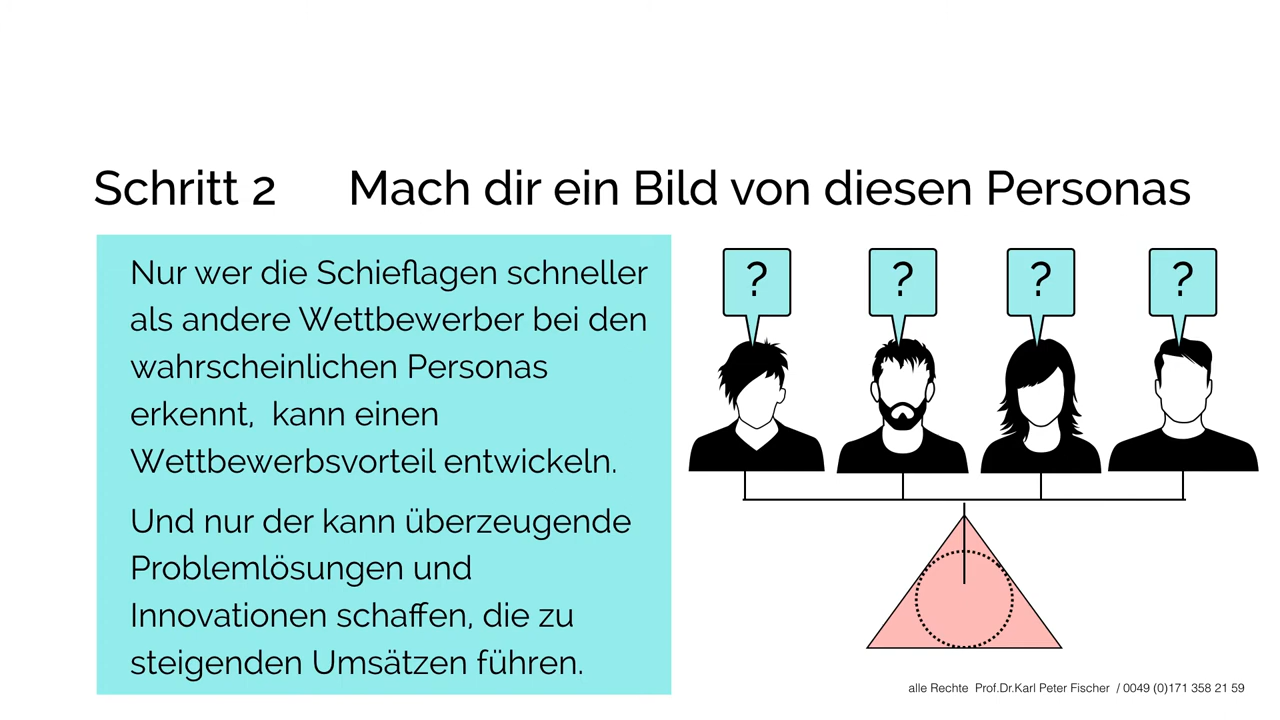 Schritt 2 Mach dir ein Bild von diesen Personas
Nur wer die Schieflagen schneller
als andere Wettbewerber bei den
wahrscheinlichen Personas
erkennt, kann einen
Wettbewerbsvorteil entwickeln.
Und nur der kann überzeugende
Problemlösungen und
Innovationen schaffen, die zu
steigenden Umsätzen führen.
? ? ? ?
alle Rechte Prof.Dr.Karl Peter Fischer / 0049 (0)171 358 21 59